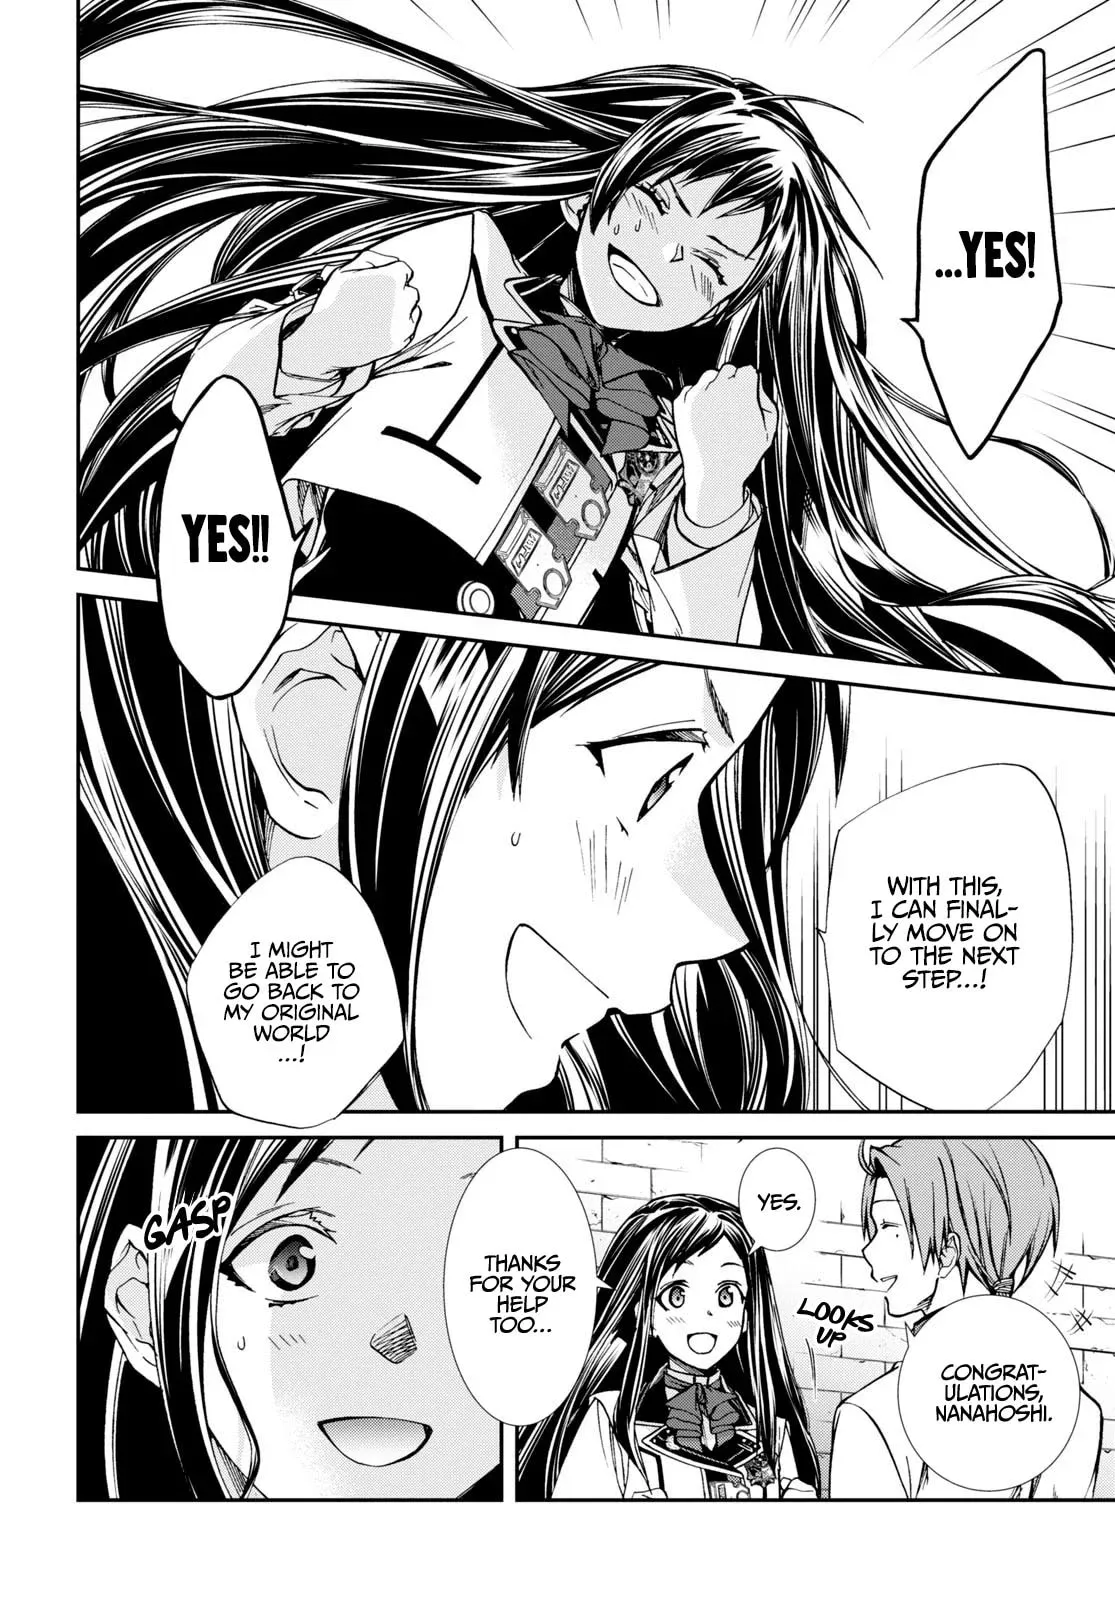 ...YES!
YES!!
WITH THIS,
I CAN FINAL-
LY MOVE ON
TO THE NEXT
STEP...!
I MIGHT
BE ABLE TO
GO BACK TO
MY ORIGINAL
WORLD
...!
CONGRAT-
ULATIONS,
NANAHOSHI.
LOOKS
UP
YES.
THANKS
FOR YOUR
HELP
TOO...
GASP